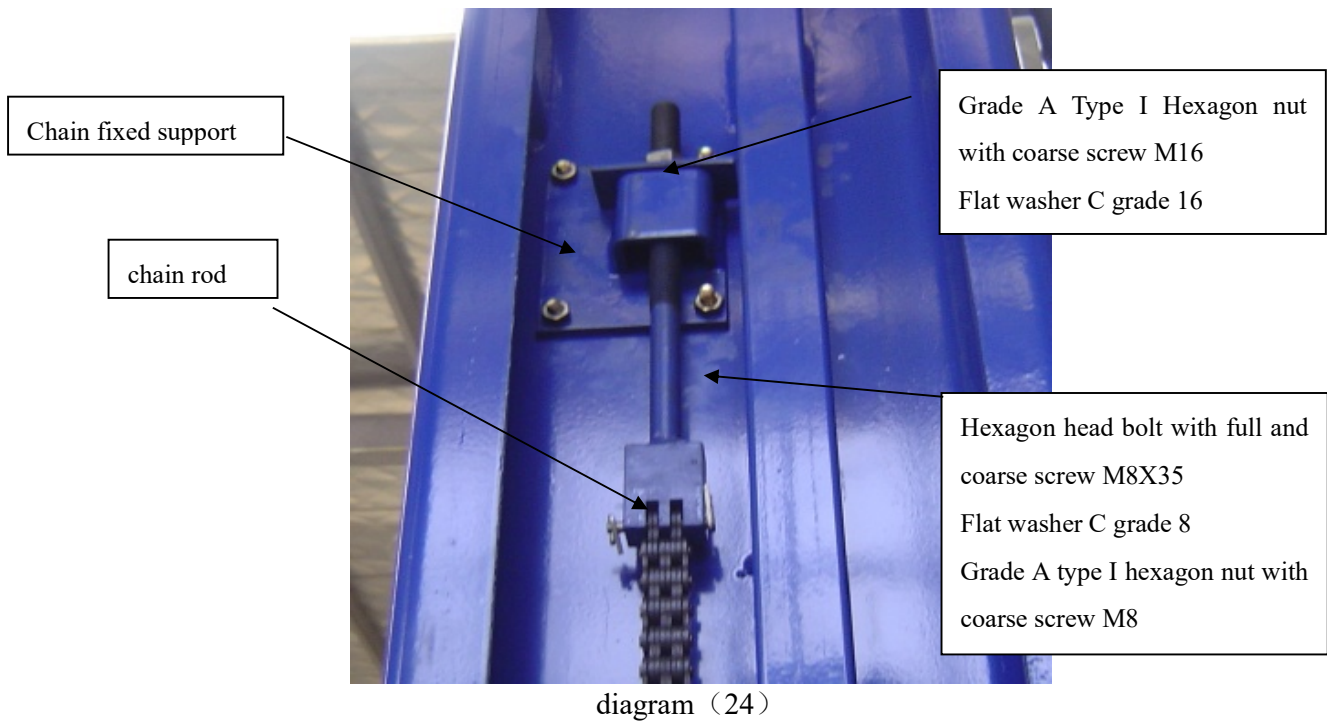 Chain fixed support
chain rod
Grade A Type I Hexagon nut
with coarse screw M16
Flat washer C grade 16
Hexagon head bolt with full and
coarse screw M8X35
Flat washer C grade 8
Grade A type I hexagon nut with
coarse screw M8
diagram（24）